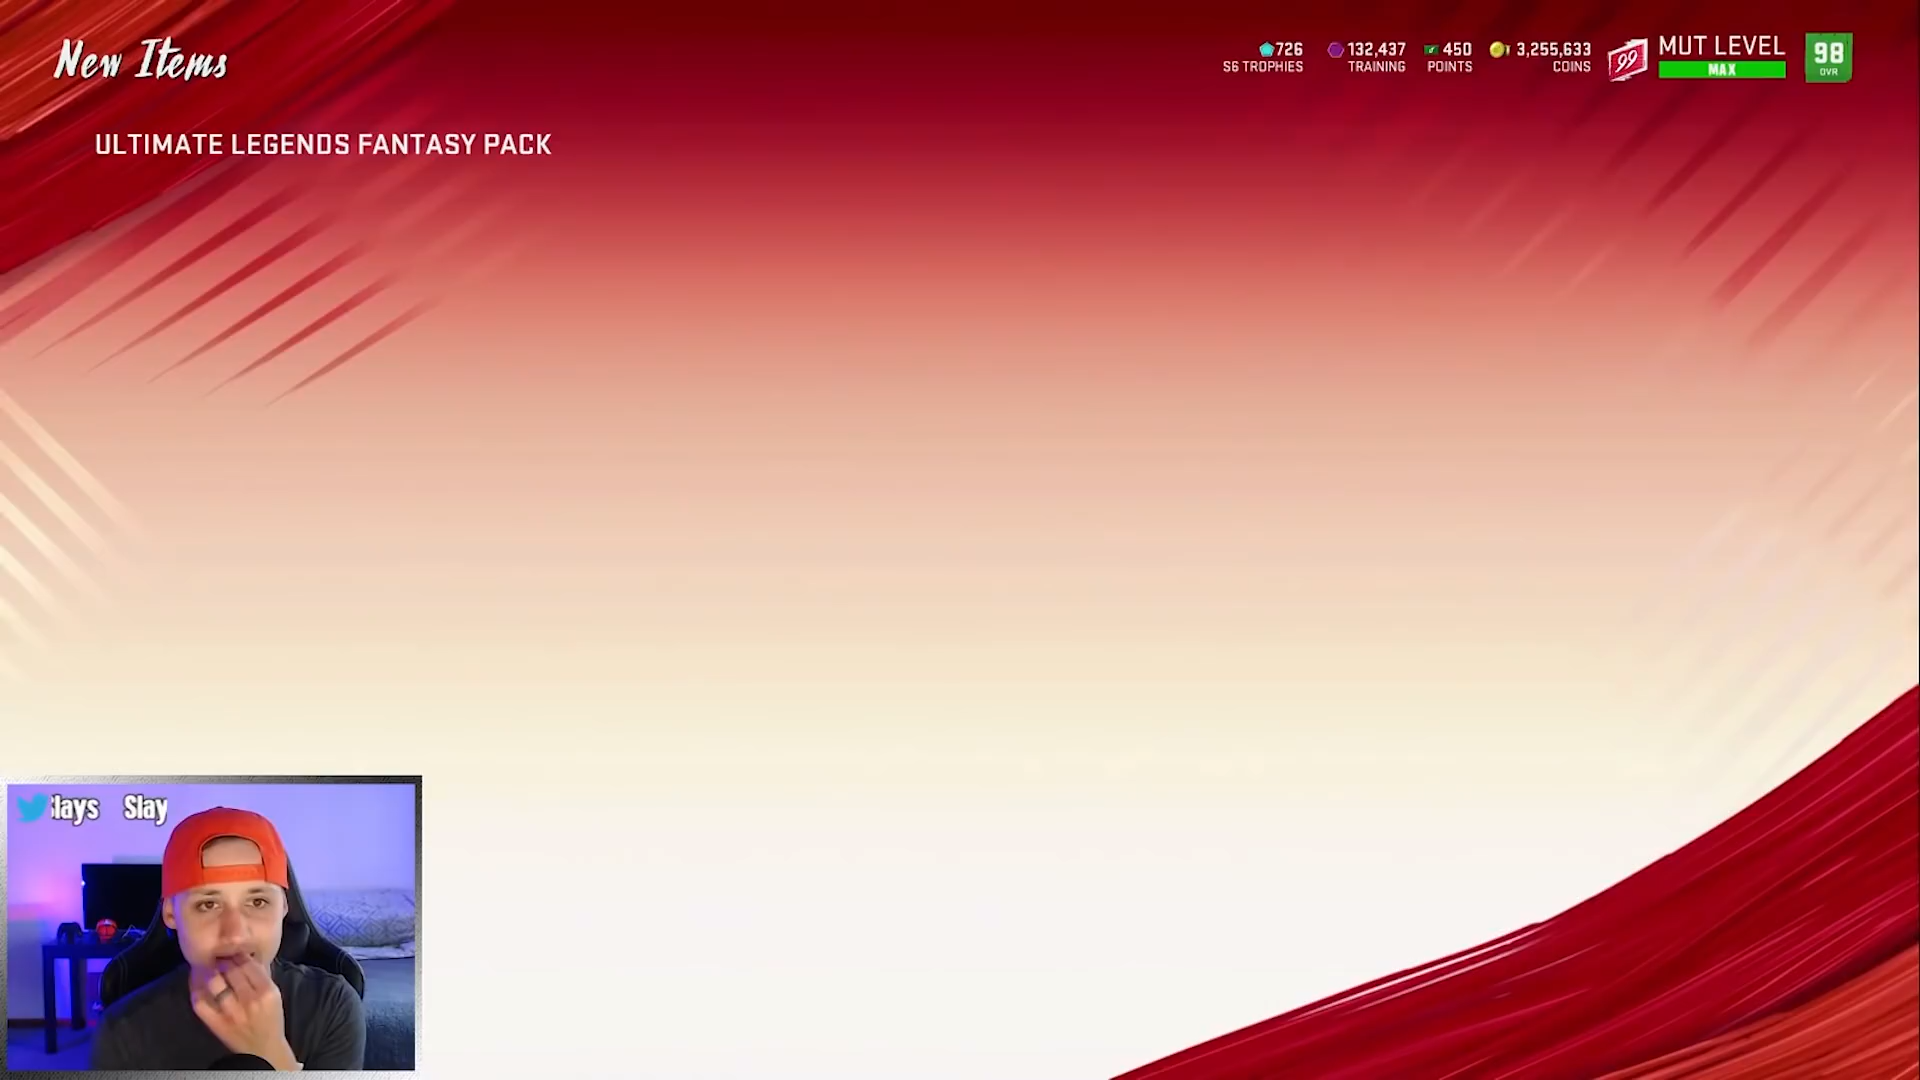 New Items
726
S6 TROPHIES
132,437
TRAINING
450
POINTS
3,255,633
COINS
99
MUT LEVEL
MAX
98
OVR
ULTIMATE LEGENDS FANTASY PACK
Slays Slay